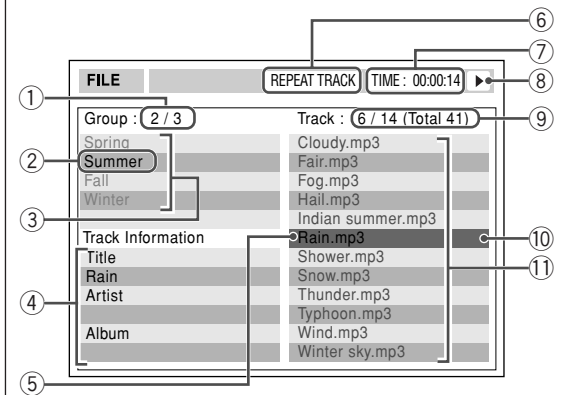 ⑥
⑦
FILE REPEAT TRACK TIME : 00:00:14 ⑧
①
Group : 2 / 3 Track : 6 / 14 (Total 41) ⑨
Spring Cloudy.mp3
② Summer Fair.mp3
Fall Fog.mp3
③ Winter Hail.mp3
Indian summer.mp3
Track Information Rain.mp3 ⑩
Title Shower.mp3 ⑪
Rain Snow.mp3
④ Artist Thunder.mp3
Typhoon.mp3
Album Wind.mp3
Winter sky.mp3
⑤